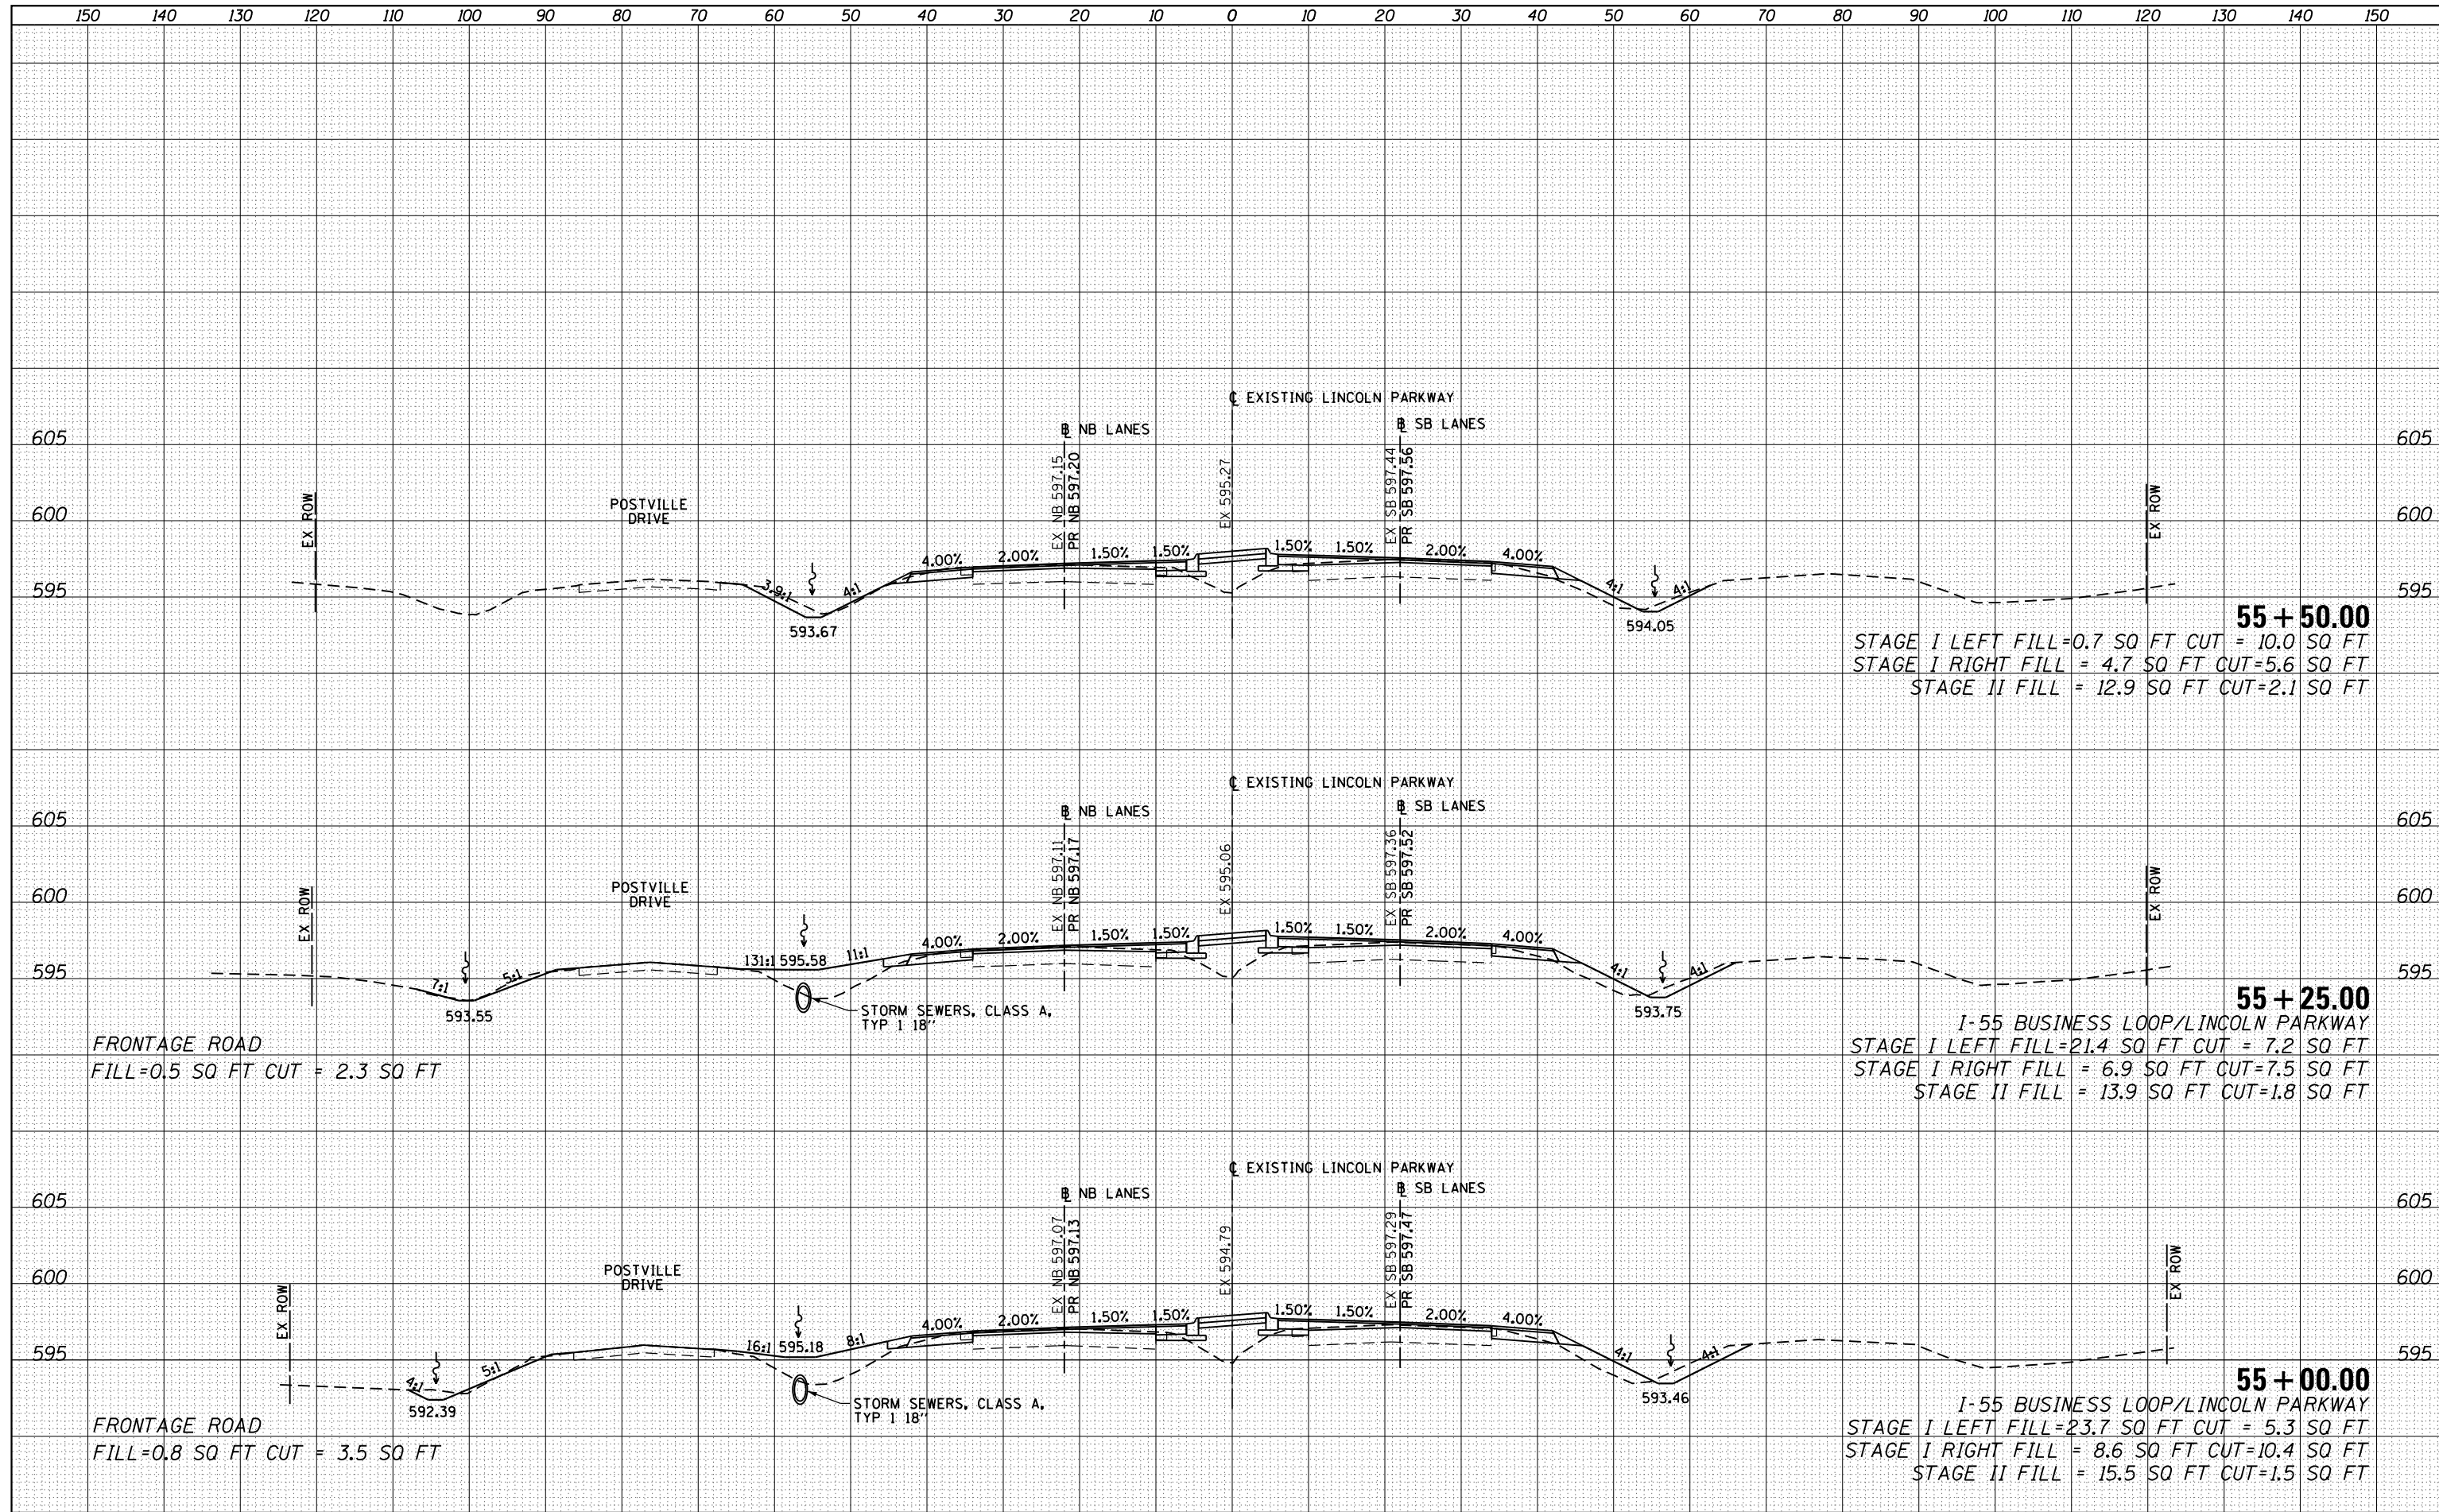 150 140 130 120 110 100 90 80 70 60 50 40 30 20 10 0 10 20 30 40 50 60 70 80 90 100 110 120 130 140 150
℄ EXISTING LINCOLN PARKWAY
℄ NB LANES
℄ SB LANES
605 605
EX NB 597.15
PR NB 597.20
EX 595.27
EX SB 597.44
PR SB 597.56
EX ROW
EX ROW
POSTVILLE
DRIVE
600 600
4.00% 2.00% 1.50% 1.50% 1.50% 1.50% 2.00% 4.00%
595 595
3.9:1 4:1 4:1 4:1
593.67 594.05
55+50.00
STAGE I LEFT FILL=0.7 SQ FT CUT = 10.0 SQ FT
STAGE I RIGHT FILL = 4.7 SQ FT CUT=5.6 SQ FT
STAGE II FILL = 12.9 SQ FT CUT=2.1 SQ FT
℄ EXISTING LINCOLN PARKWAY
℄ NB LANES
℄ SB LANES
605 605
EX NB 597.11
PR NB 597.17
EX 595.06
EX SB 597.36
PR SB 597.52
EX ROW
EX ROW
POSTVILLE
DRIVE
600 600
131:1 595.58 11:1 4.00% 2.00% 1.50% 1.50% 1.50% 1.50% 2.00% 4.00%
595 595
7:1 5:1 4:1 4:1
593.55 593.75
STORM SEWERS, CLASS A,
TYP 1 18"
55+25.00
I-55 BUSINESS LOOP/LINCOLN PARKWAY
STAGE I LEFT FILL=21.4 SQ FT CUT = 7.2 SQ FT
STAGE I RIGHT FILL = 6.9 SQ FT CUT=7.5 SQ FT
STAGE II FILL = 13.9 SQ FT CUT=1.8 SQ FT
FRONTAGE ROAD
FILL=0.5 SQ FT CUT = 2.3 SQ FT
℄ EXISTING LINCOLN PARKWAY
℄ NB LANES
℄ SB LANES
605 605
EX NB 597.07
PR NB 597.13
EX 594.79
EX SB 597.29
PR SB 597.47
EX ROW
EX ROW
POSTVILLE
DRIVE
600 600
16:1 595.18 8:1 4.00% 2.00% 1.50% 1.50% 1.50% 1.50% 2.00% 4.00%
595 595
4:1 5:1 4:1 4:1
592.39 593.46
STORM SEWERS, CLASS A,
TYP 1 18"
55+00.00
I-55 BUSINESS LOOP/LINCOLN PARKWAY
STAGE I LEFT FILL=23.7 SQ FT CUT = 5.3 SQ FT
STAGE I RIGHT FILL = 8.6 SQ FT CUT=10.4 SQ FT
STAGE II FILL = 15.5 SQ FT CUT=1.5 SQ FT
FRONTAGE ROAD
FILL=0.8 SQ FT CUT = 3.5 SQ FT